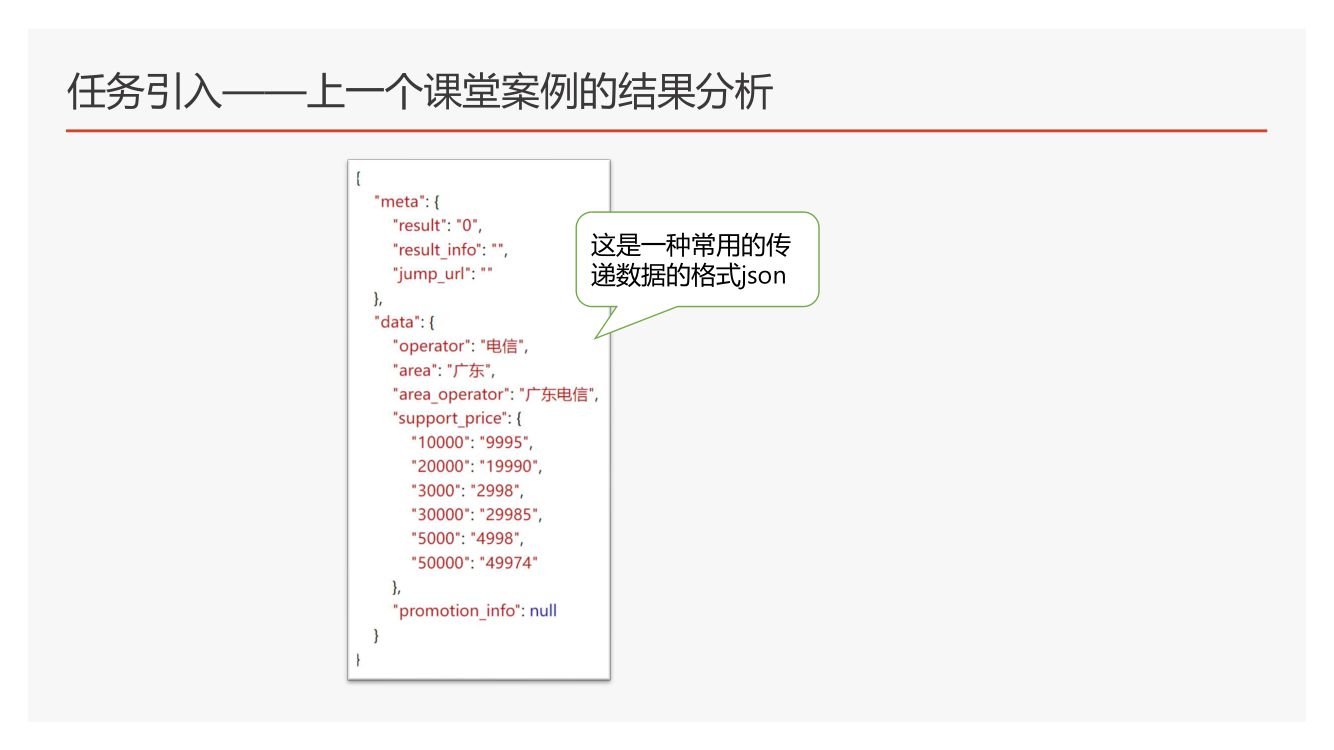 任务引入——上一个课堂案例的结果分析
{
"meta": {
"result": "0",
"result_info": "",
"jump_url": ""
},
"data": {
"operator": "电信",
"area": "广东",
"area_operator": "广东电信",
"support_price": {
"10000": "9995",
"20000": "19990",
"3000": "2998",
"30000": "29985",
"5000": "4998",
"50000": "49974"
},
"promotion_info": null
}
}
这是一种常用的传
递数据的格式json